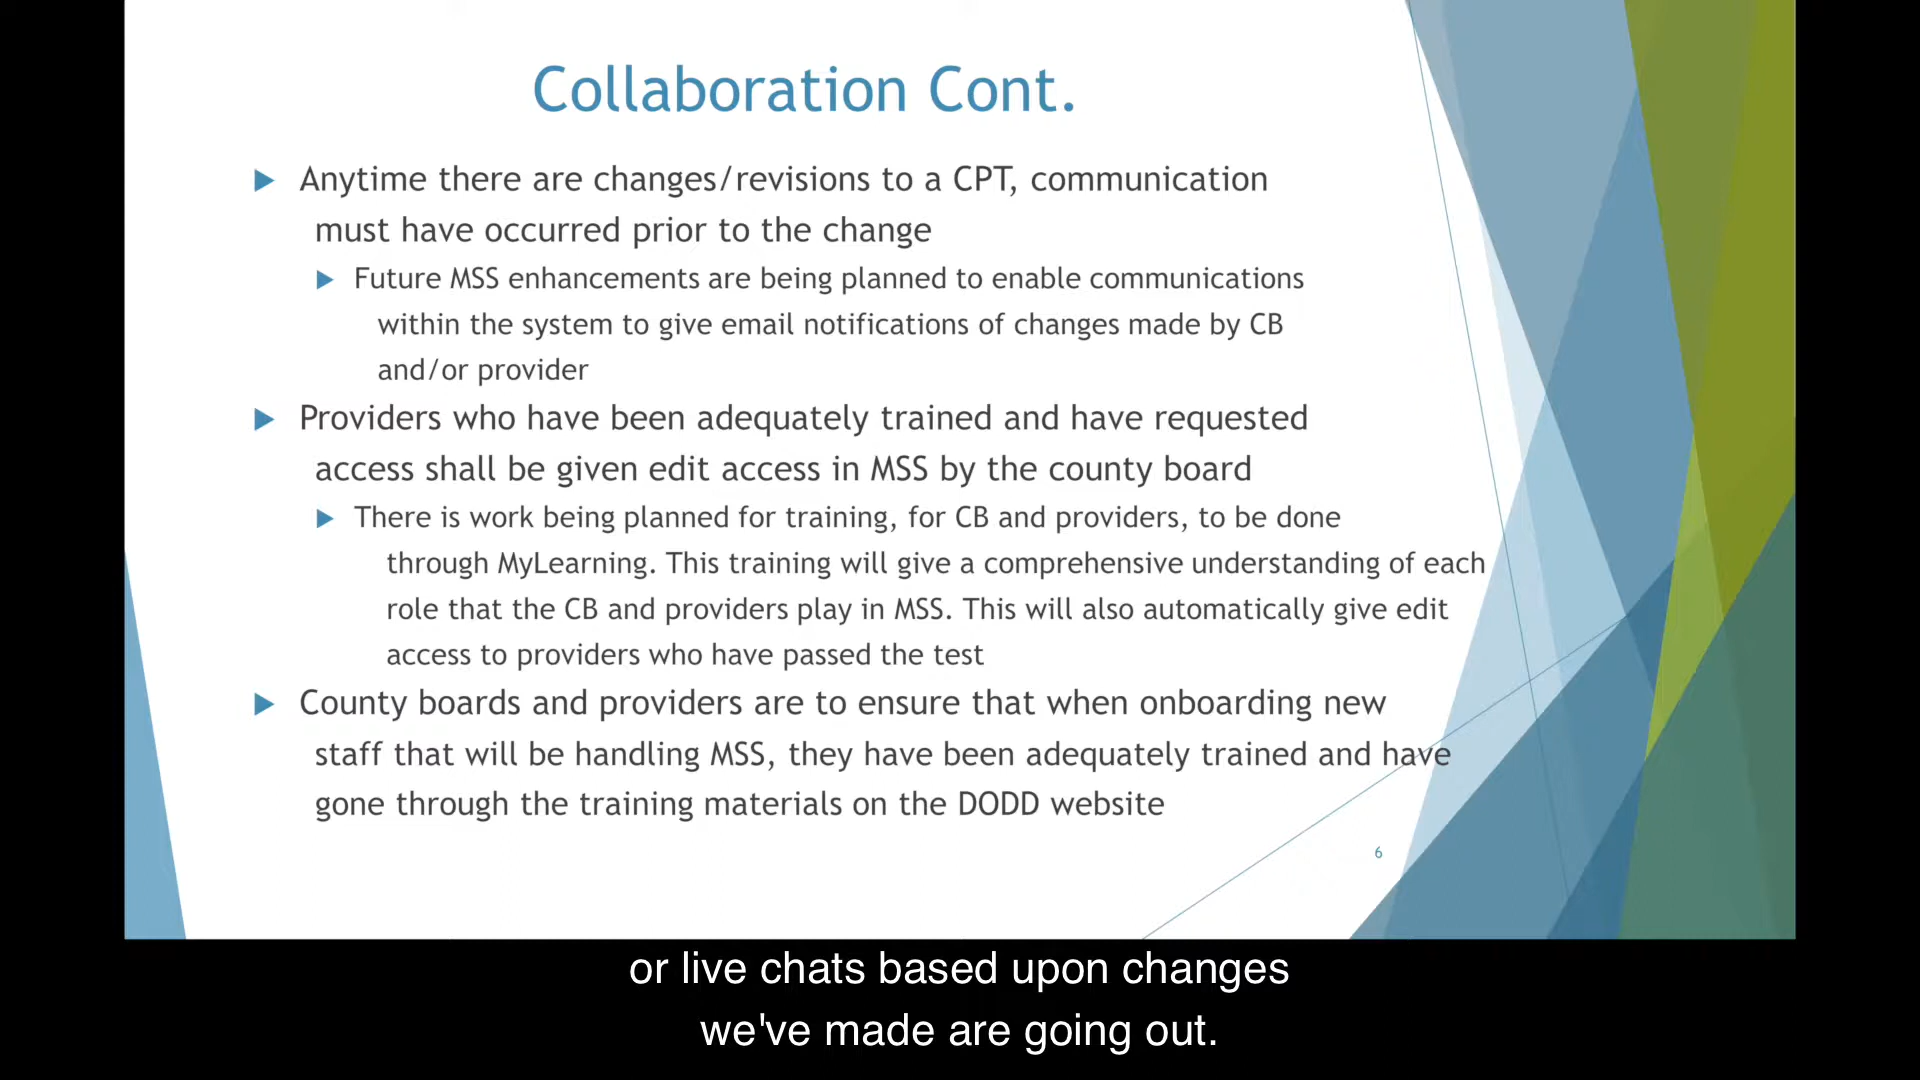 Collaboration Cont.
Anytime there are changes/revisions to a CPT, communication
must have occurred prior to the change
Future MSS enhancements are being planned to enable communications
within the system to give email notifications of changes made by CB
and/or provider
Providers who have been adequately trained and have requested
access shall be given edit access in MSS by the county board
There is work being planned for training, for CB and providers, to be done
through MyLearning. This training will give a comprehensive understanding of each
role that the CB and providers play in MSS. This will also automatically give edit
access to providers who have passed the test
County boards and providers are to ensure that when onboarding new
staff that will be handling MSS, they have been adequately trained and have
gone through the training materials on the DODD website
6
or live chats based upon changes
we've made are going out.